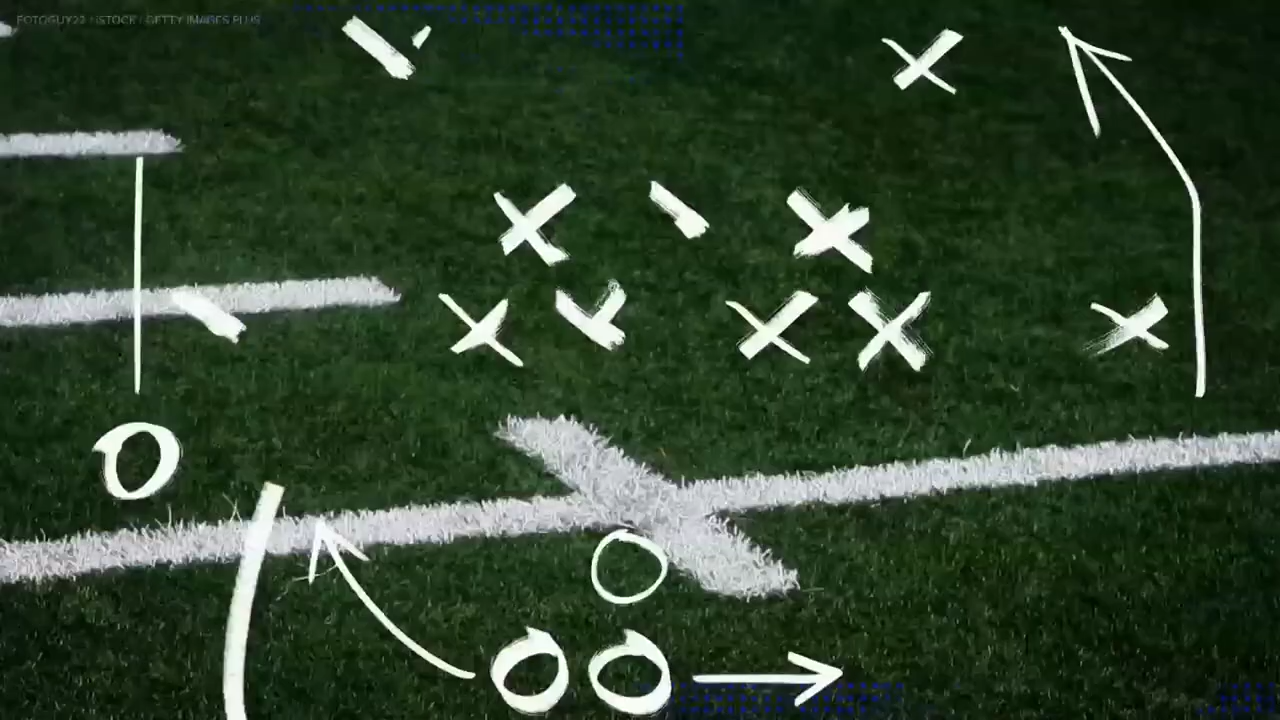 FOTOGUY22 / ISTOCK / GETTY IMAGES PLUS
X
X X
X X X X X
O
O
O O